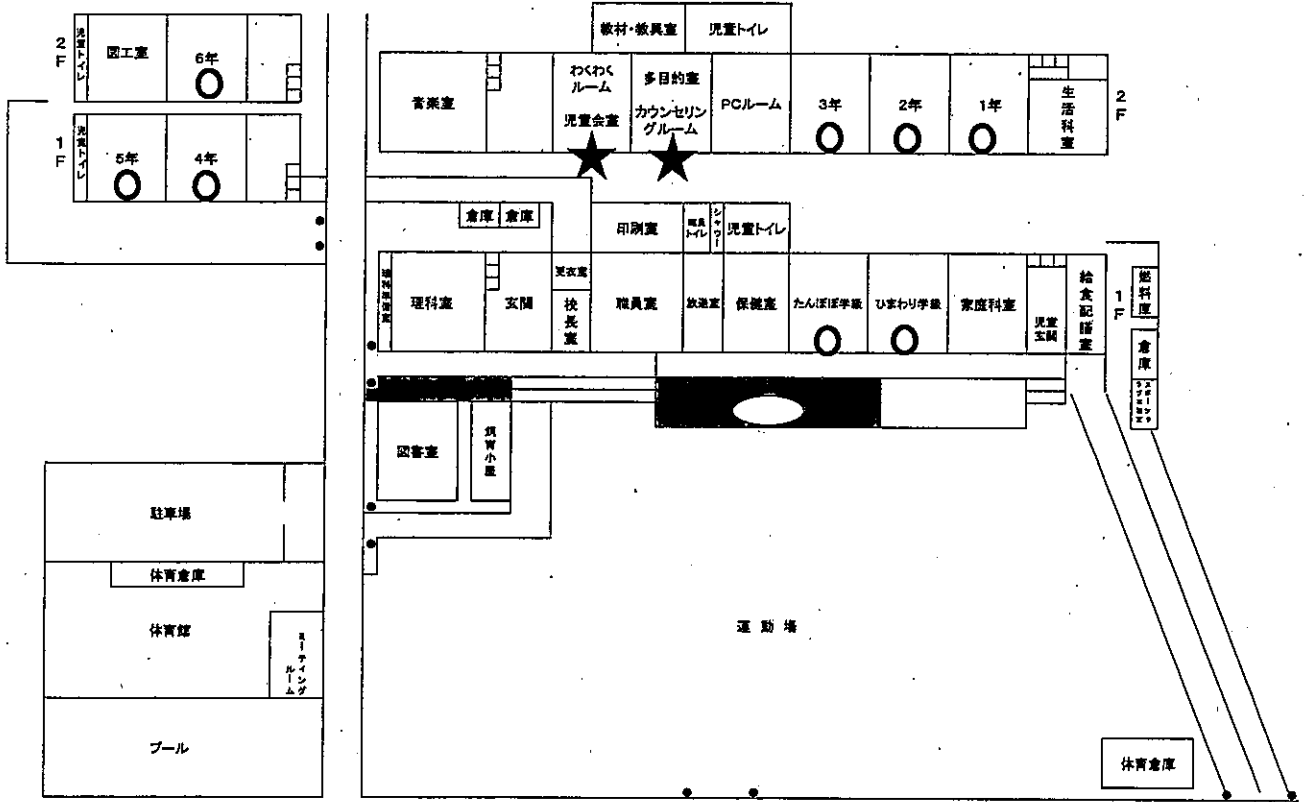 教材・教具室
児童トイレ
2F
児童トイレ
図工室
6年
音楽室
わくわく
ルーム
児童会室
多目的室
カウンセリン
グルーム
PCルーム
3年
2年
1年
生活科室
2F
1F
児童トイレ
5年
4年
倉庫
倉庫
印刷室
職員
トイレ
シャワー
児童トイレ
理科準備室
理科室
玄関
更衣室
校長室
職員室
放送室
保健室
たんぽぽ学級
ひまわり学級
家庭科室
児童
玄関
給食配膳室
1F
燃料庫
倉庫
図書室
飼育小屋
駐車場
体育倉庫
体育館
ミーティング
ルーム
運動場
プール
体育倉庫